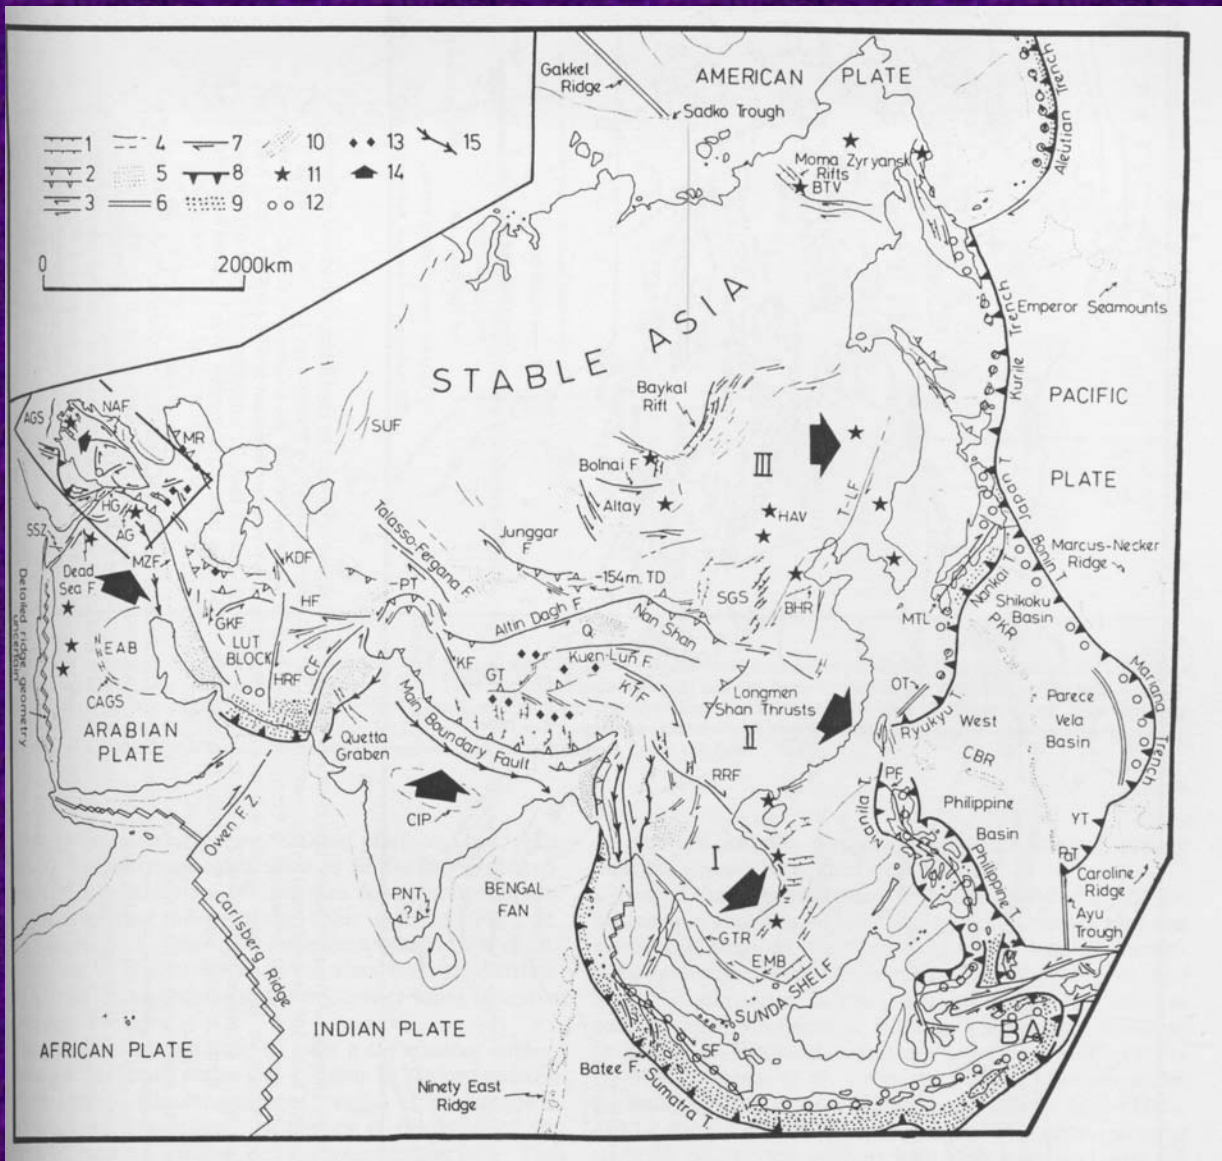 Gakkel
Ridge
AMERICAN PLATE
Sadko Trough
Aleutian Trench
1 4 7 10 13 15
2 5 8 11 14
3 6 9 12
Moma Zyryansk
Rifts
BTV
0 2000km
STABLE ASIA
Emperor Seamounts
Kurile Trench
Baykal
Rift
PACIFIC
PLATE
AGS
NAF
MR
SUF
Bolnai F
Altay
III
T-LF
HAV
Japan T.
HG
AG
SSZ
MZF
KDF
Talasso-Fergana F.
Junggar
F.
Bonin T.
Marcus-Necker
Ridge
Dead
Sea F.
Detailed ridge geometry
uncertain
PT
-154m. TD
SGS
BHR
MTL
Nankai
Shikoku
Basin
PKR
HF
GKF
LUT
BLOCK
Altin Dagh F.
Nan Shan
Q.
Kuen-Lun F.
EAB
CAGS
HRF
CF
KF
GT
KTF
Longmen
Shan Thrusts
OT
Ryukyu T.
West
Parece
Vela
Basin
Mariana
Trench
ARABIAN
PLATE
Quetta
Graben
Main Boundary Fault
II
CBR
RRF
PF
Philippine
Basin
YT
Owen F.Z.
CIP
Manila T.
Philippine T.
PaT
Caroline
Ridge
I
PNT
?
BENGAL
FAN
Ayu
Trough
Carlsberg Ridge
GTR
EMB
SUNDA SHELF
INDIAN PLATE
BA
AFRICAN PLATE
SF
Batee F.
Sumatra T.
Ninety East
Ridge